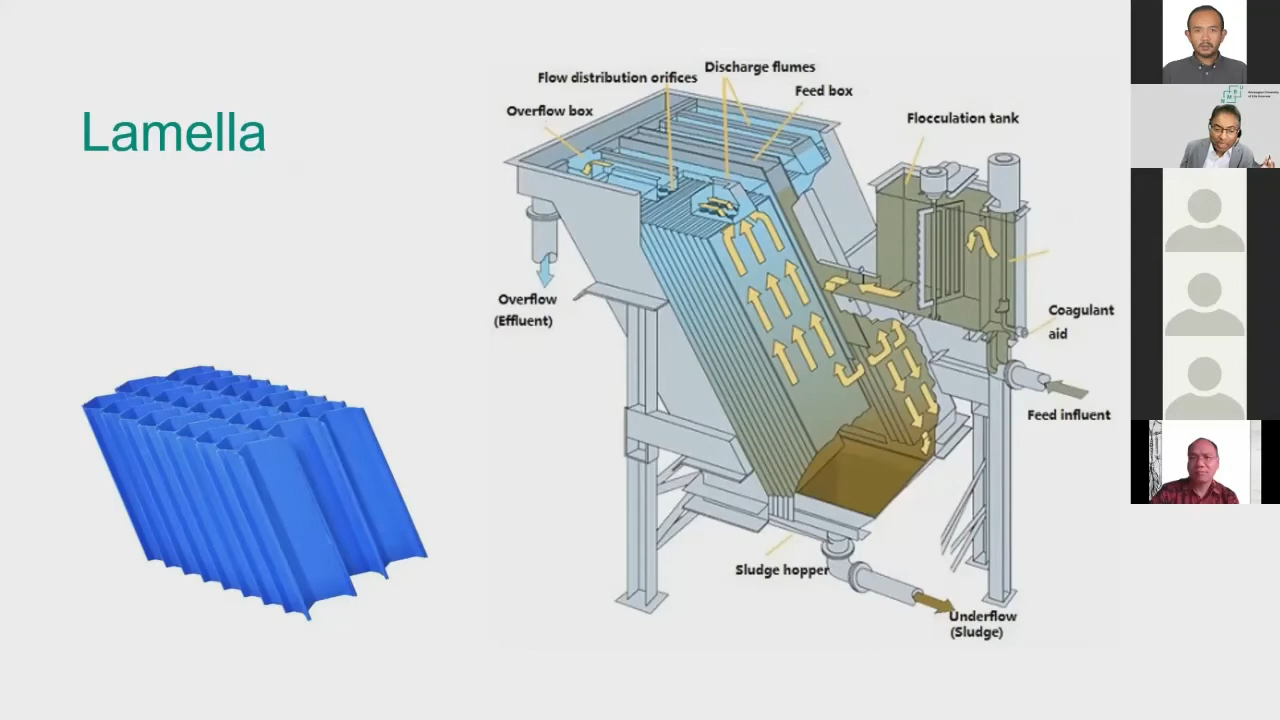 Lamella
Discharge flumes
Flow distribution orifices
Feed box
Overflow box
Flocculation tank
Overflow
(Effluent)
Coagulant
aid
Feed influent
Sludge hopper
Underflow
(Sludge)